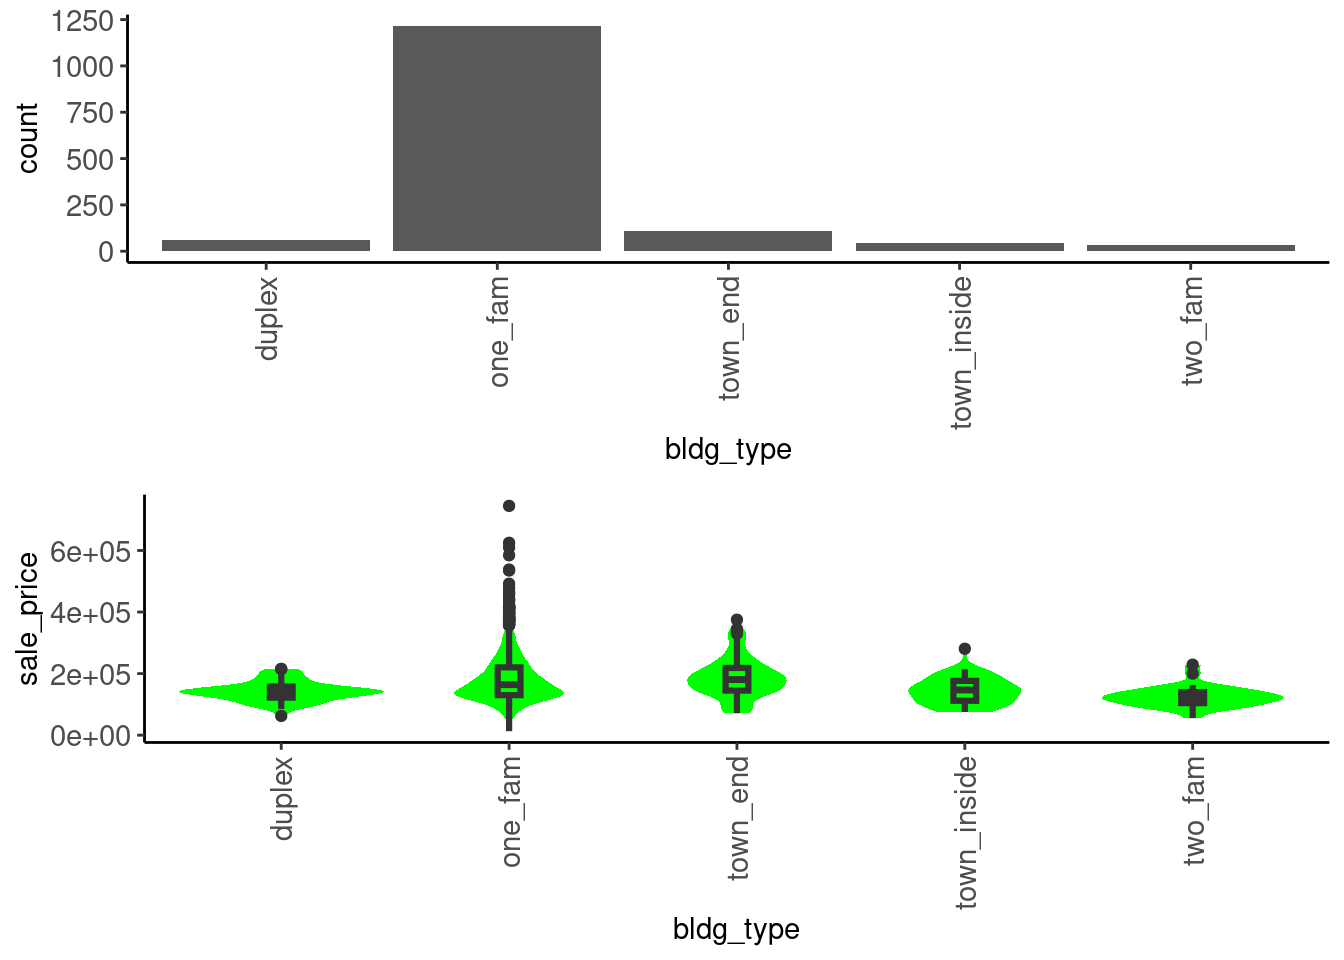 1250
1000
750
500
250
0
count
duplex
one_fam
town_end
town_inside
two_fam
bldg_type
6e+05
4e+05
2e+05
0e+00
sale_price
duplex
one_fam
town_end
town_inside
two_fam
bldg_type